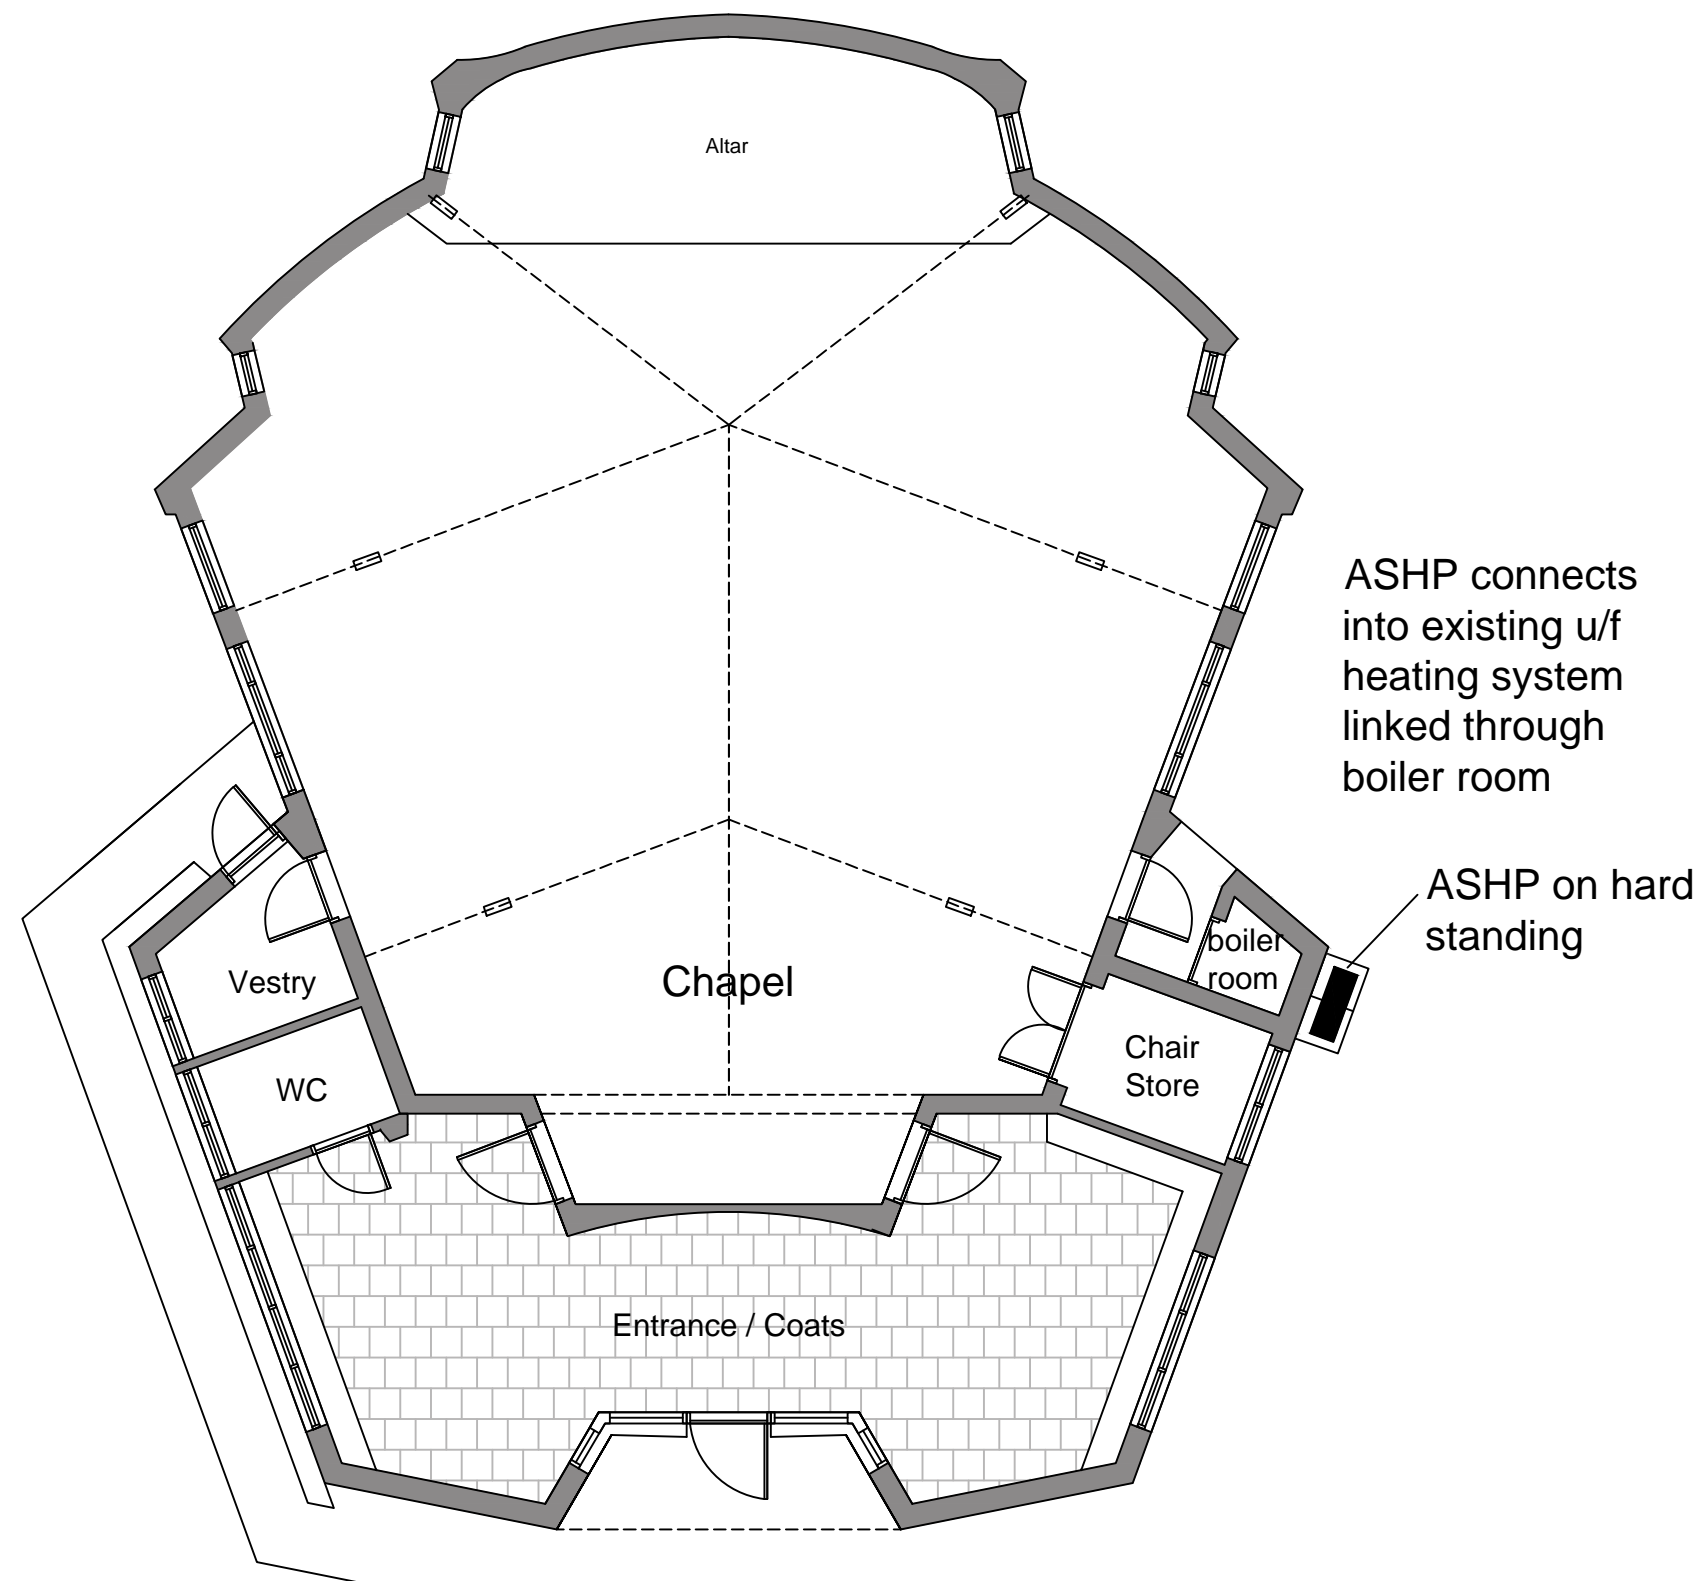 Altar
ASHP connects
into existing u/f
heating system
linked through
boiler room
ASHP on hard
standing
boiler
room
Vestry
Chapel
Chair
Store
WC
Entrance / Coats